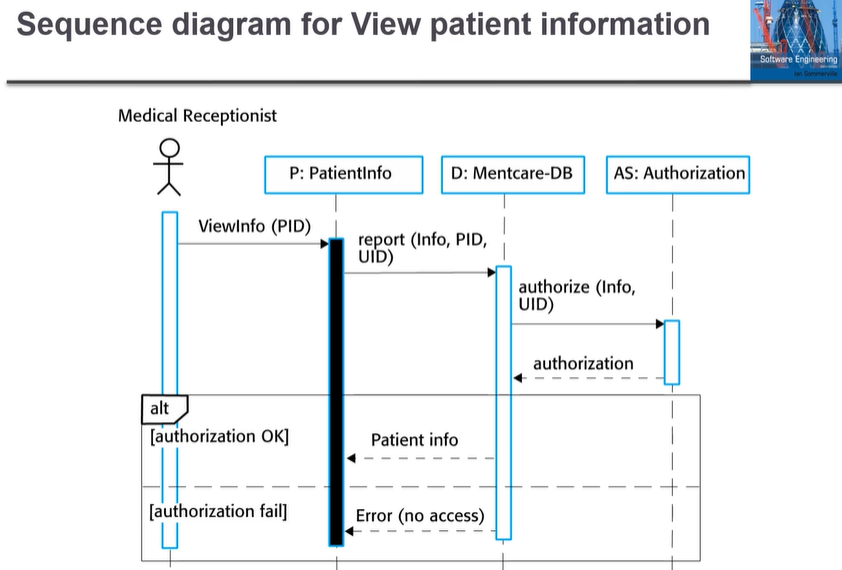 Sequence diagram for View patient information
Software Engineering
Ian Sommerville
Medical Receptionist
P: PatientInfo
D: Mentcare-DB
AS: Authorization
ViewInfo (PID)
report (Info, PID,
UID)
authorize (Info,
UID)
authorization
alt
[authorization OK]
Patient info
[authorization fail]
Error (no access)